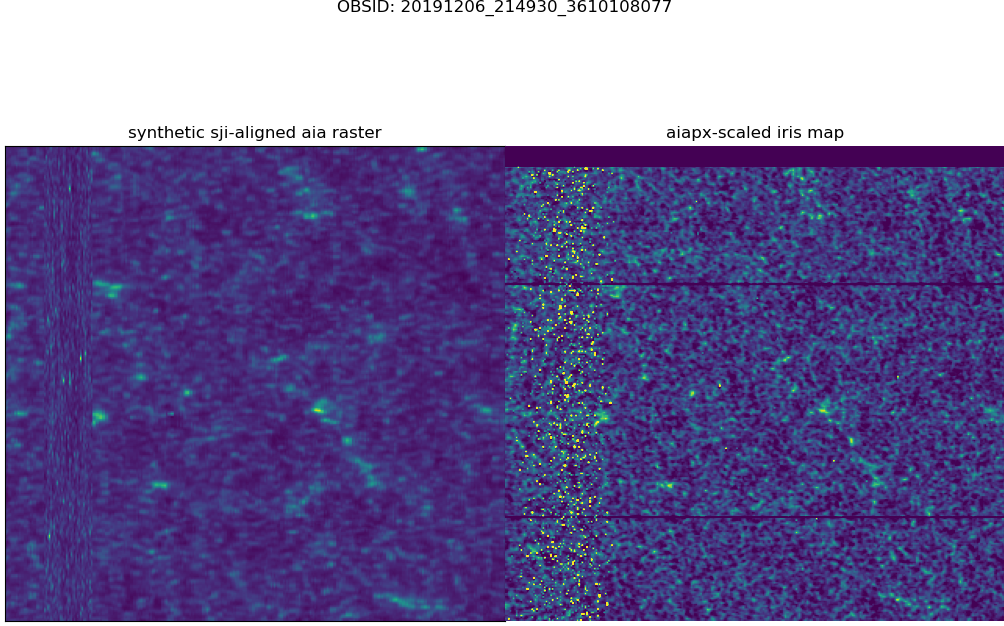 OBSID: 20191206_214930_3610108077
synthetic sji-aligned aia raster
aiapx-scaled iris map